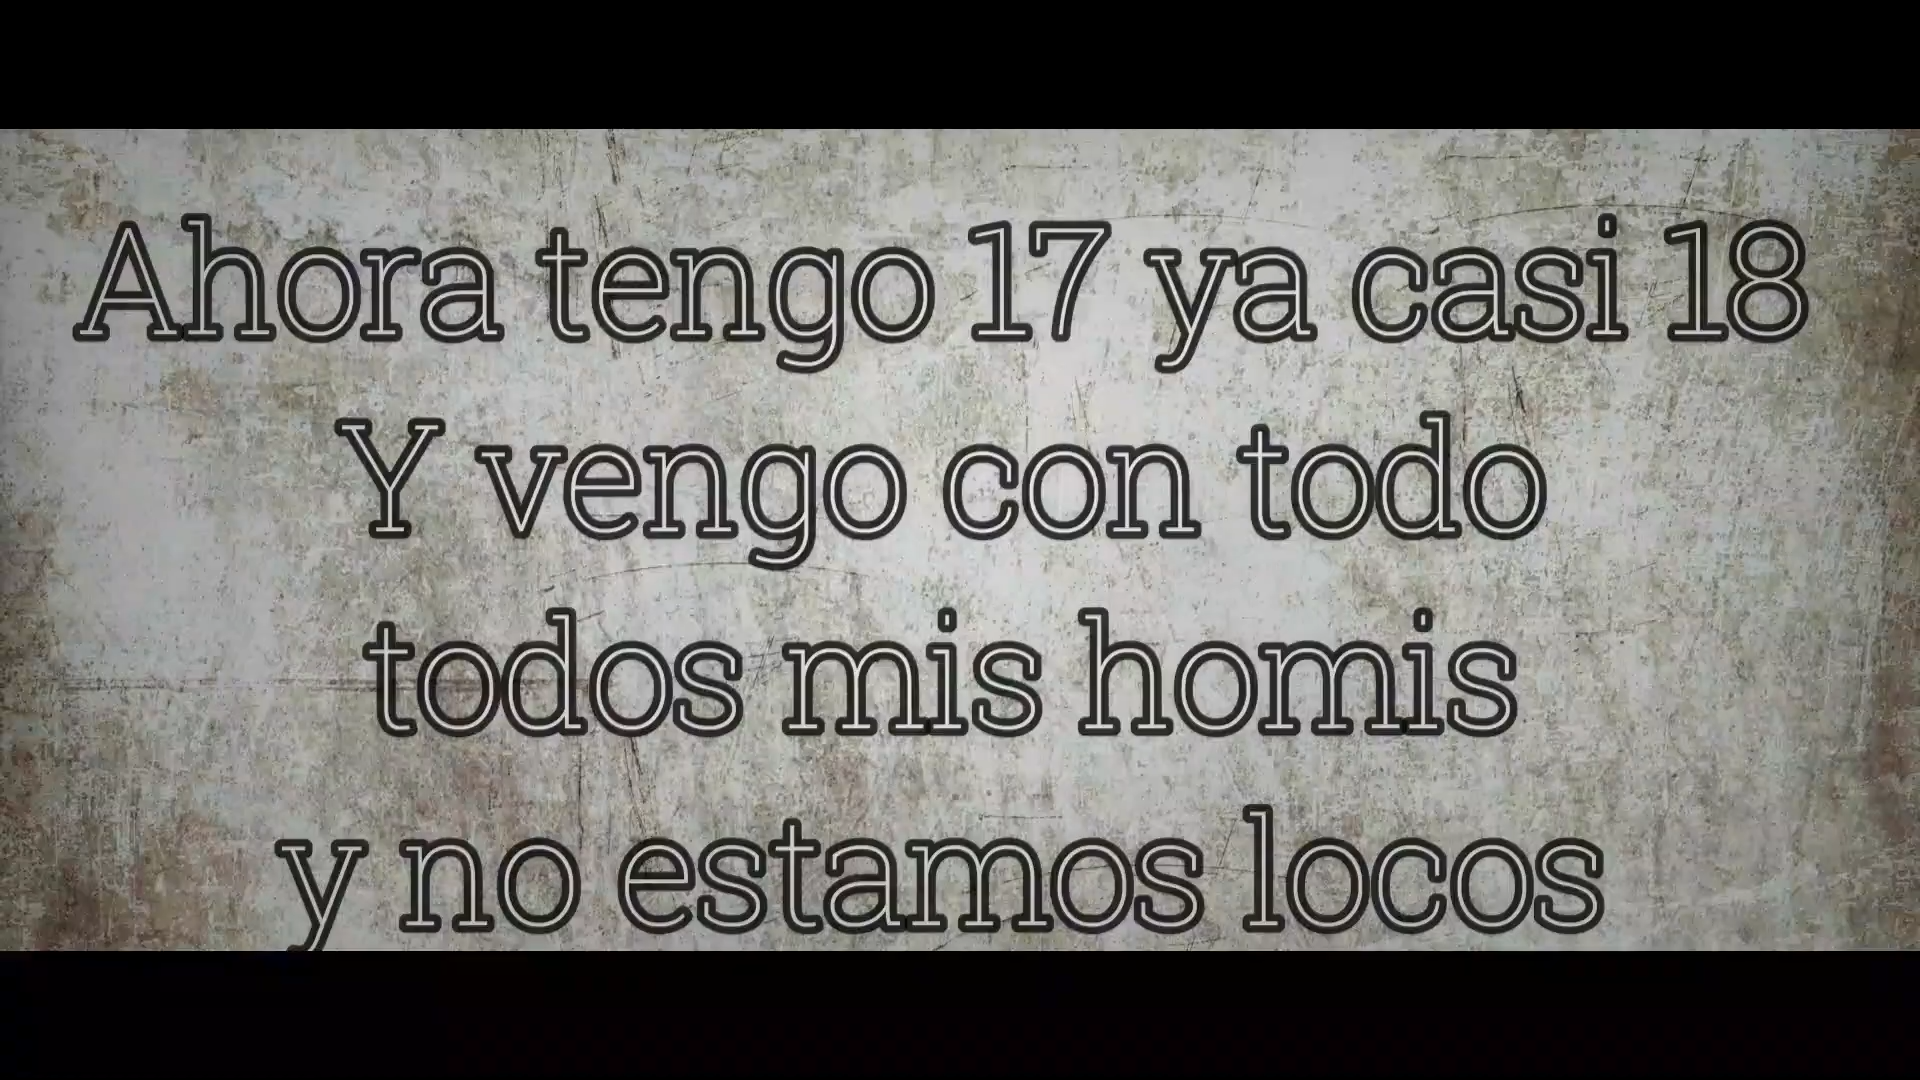 Ahora tengo 17 ya casi 18
Y vengo con todo
todos mis homis
y no estamos locos